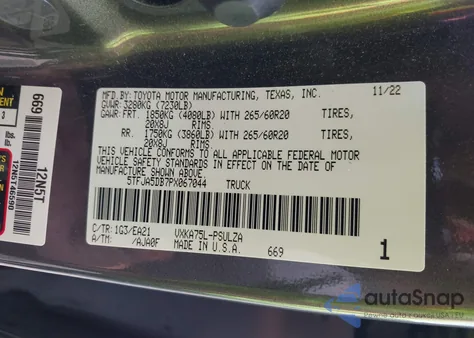 MFD. BY: TOYOTA MOTOR MANUFACTURING, TEXAS, INC. 11/22
GVWR: 3280KG (7230LB)
GAWR: FRT. 1850KG (4080LB) WITH 265/60R20 TIRES,
20X8J RIMS
RR. 1750KG (3860LB) WITH 265/60R20 TIRES,
20X8J RIMS
THIS VEHICLE CONFORMS TO ALL APPLICABLE FEDERAL MOTOR
VEHICLE SAFETY STANDARDS IN EFFECT ON THE DATE OF
MANUFACTURE SHOWN ABOVE.
5TFJA5DB7PX067044 TRUCK
C/TR: 1G3/EA21 VXKA75L-PSULZA
A/TM: /AJA0F MADE IN U.S.A. 669
1
669
12N5T
autoSnap